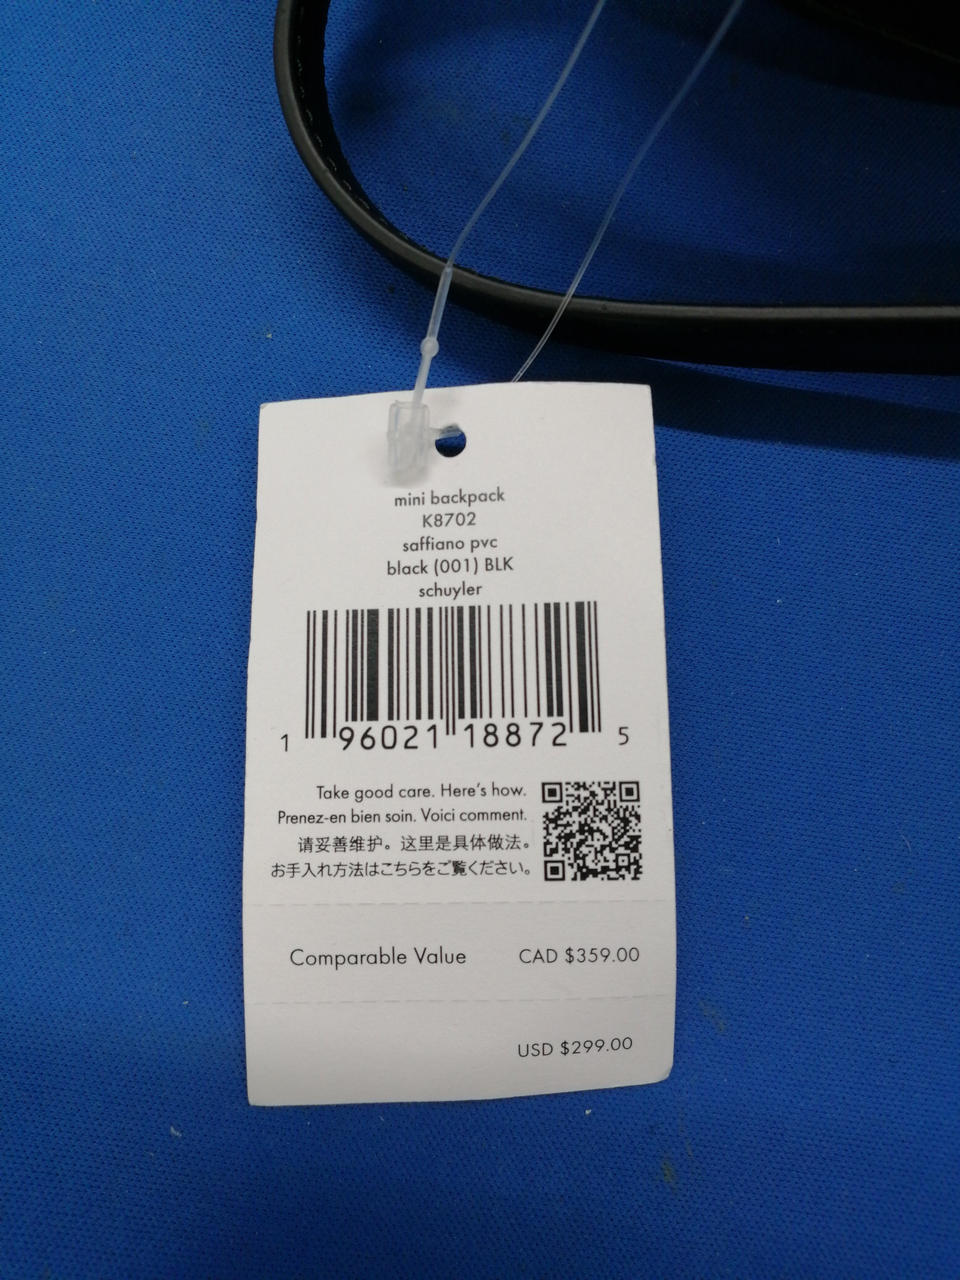 mini backpack
K8702
saffiano pvc
black (001) BLK
schuyler
1 96021 18872 5
Take good care. Here's how.
Prenez-en bien soin. Voici comment.
请妥善维护。这里是具体做法。
お手入れ方法はこちらをご覧ください。
Comparable Value CAD $359.00
USD $299.00